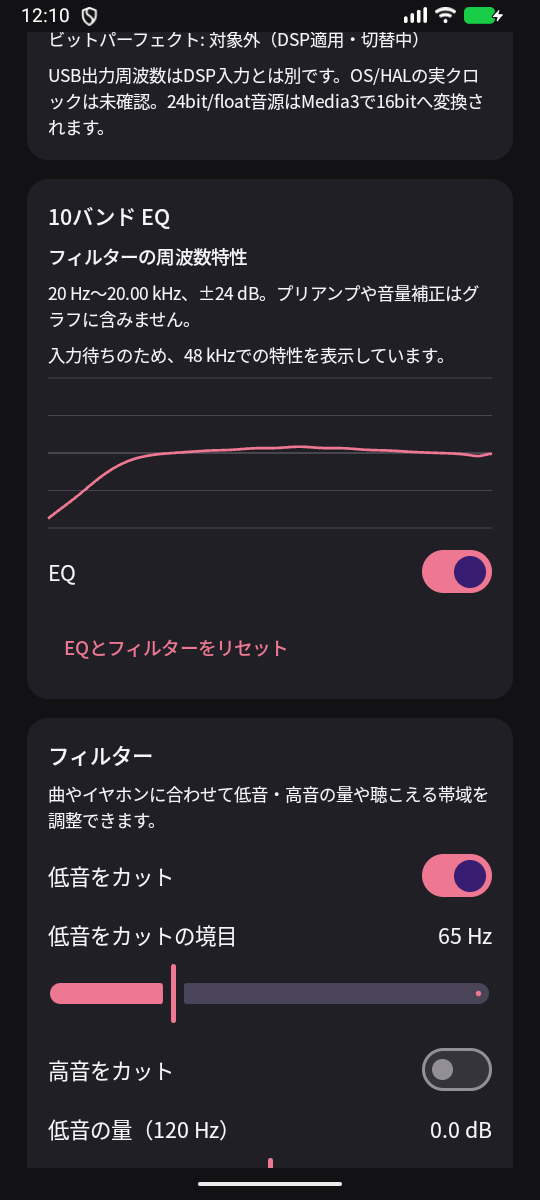 12:10
ビットパーフェクト: 対象外（DSP適用・切替中）
USB出力周波数はDSP入力とは別です。OS/HALの実クロ
ックは未確認。24bit/float音源はMedia3で16bitへ変換さ
れます。
10バンド EQ
フィルターの周波数特性
20 Hz〜20.00 kHz、±24 dB。プリアンプや音量補正はグ
ラフに含みません。
入力待ちのため、48 kHzでの特性を表示しています。
EQ
EQとフィルターをリセット
フィルター
曲やイヤホンに合わせて低音・高音の量や聴こえる帯域を
調整できます。
低音をカット
低音をカットの境目 65 Hz
高音をカット
低音の量（120 Hz） 0.0 dB